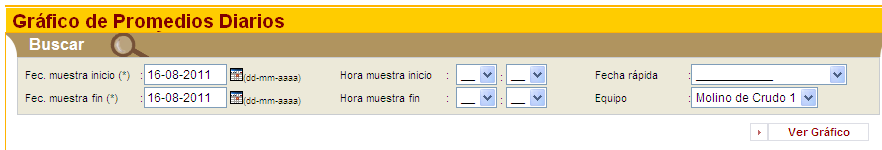 Gráfico de Promedios Diarios
Buscar
Fec. muestra inicio (*) : 16-08-2011 (dd-mm-aaaa) Hora muestra inicio : __ : __ Fecha rápida : ____________
Fec. muestra fin (*) : 16-08-2011 (dd-mm-aaaa) Hora muestra fin : __ : __ Equipo : Molino de Crudo 1
Ver Gráfico